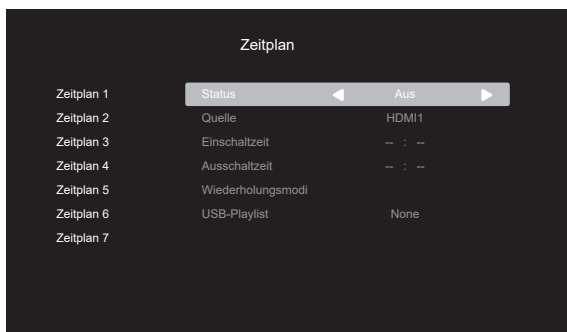 Zeitplan
Zeitplan 1 Status Aus
Zeitplan 2 Quelle HDMI1
Zeitplan 3 Einschaltzeit -- : --
Zeitplan 4 Ausschaltzeit -- : --
Zeitplan 5 Wiederholungsmodi
Zeitplan 6 USB-Playlist None
Zeitplan 7